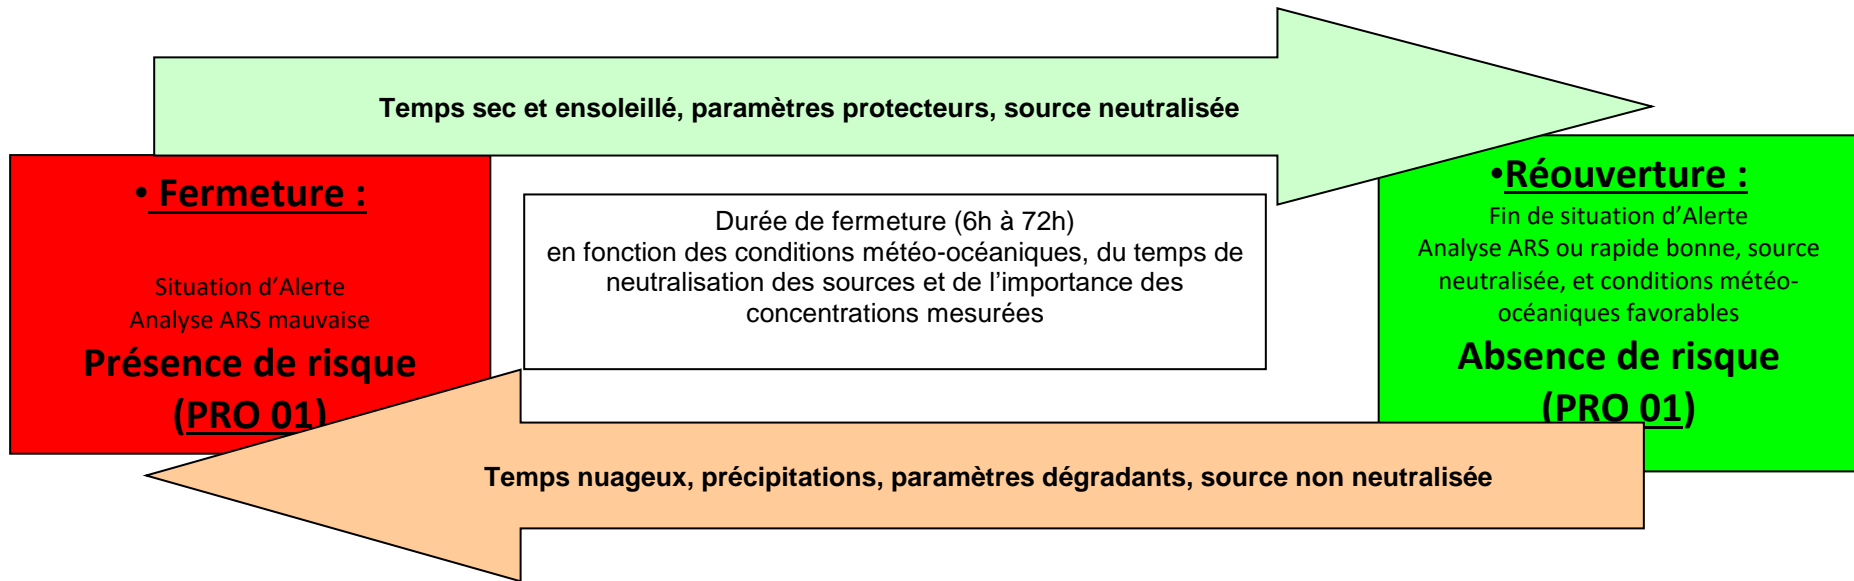 Temps sec et ensoleillé, paramètres protecteurs, source neutralisée
• Fermeture :
Situation d’Alerte
Analyse ARS mauvaise
Présence de risque
(PRO 01)
Durée de fermeture (6h à 72h)
en fonction des conditions météo-océaniques, du temps de
neutralisation des sources et de l’importance des
concentrations mesurées
•Réouverture :
Fin de situation d’Alerte
Analyse ARS ou rapide bonne, source
neutralisée, et conditions météo-
océaniques favorables
Absence de risque
(PRO 01)
Temps nuageux, précipitations, paramètres dégradants, source non neutralisée